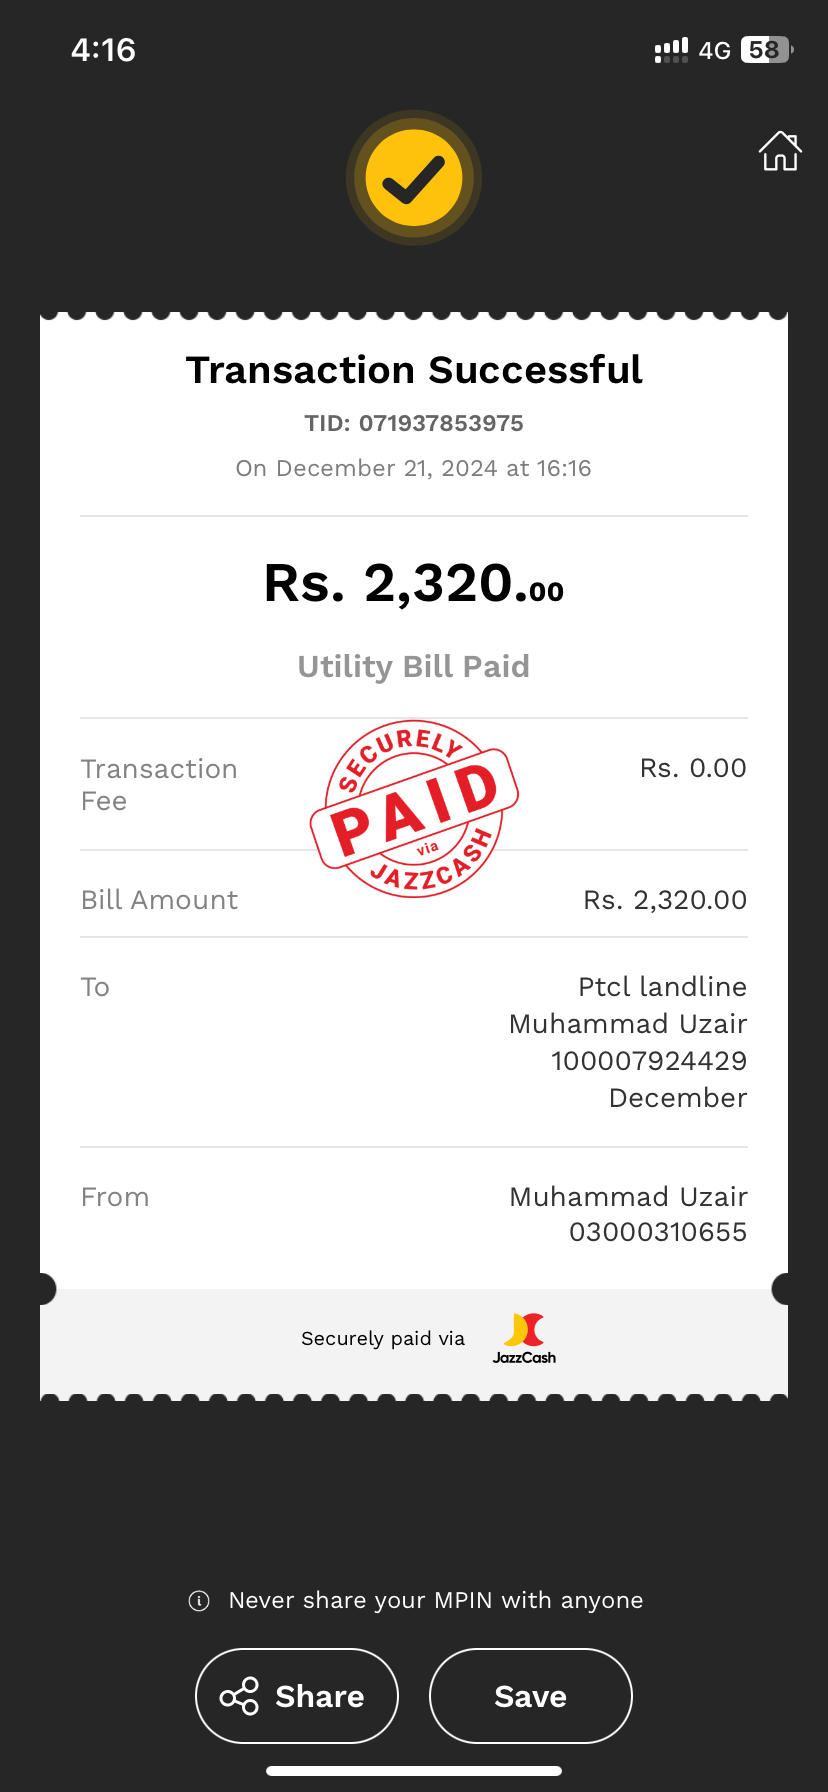 4:16
4G 58
Transaction Successful
TID: 071937853975
On December 21, 2024 at 16:16
Rs. 2,320.00
Utility Bill Paid
SECURELY
PAID
via
JAZZCASH
Transaction Fee Rs. 0.00
Bill Amount Rs. 2,320.00
To Ptcl landline
Muhammad Uzair
100007924429
December
From Muhammad Uzair
03000310655
Securely paid via JazzCash
Never share your MPIN with anyone
Share Save